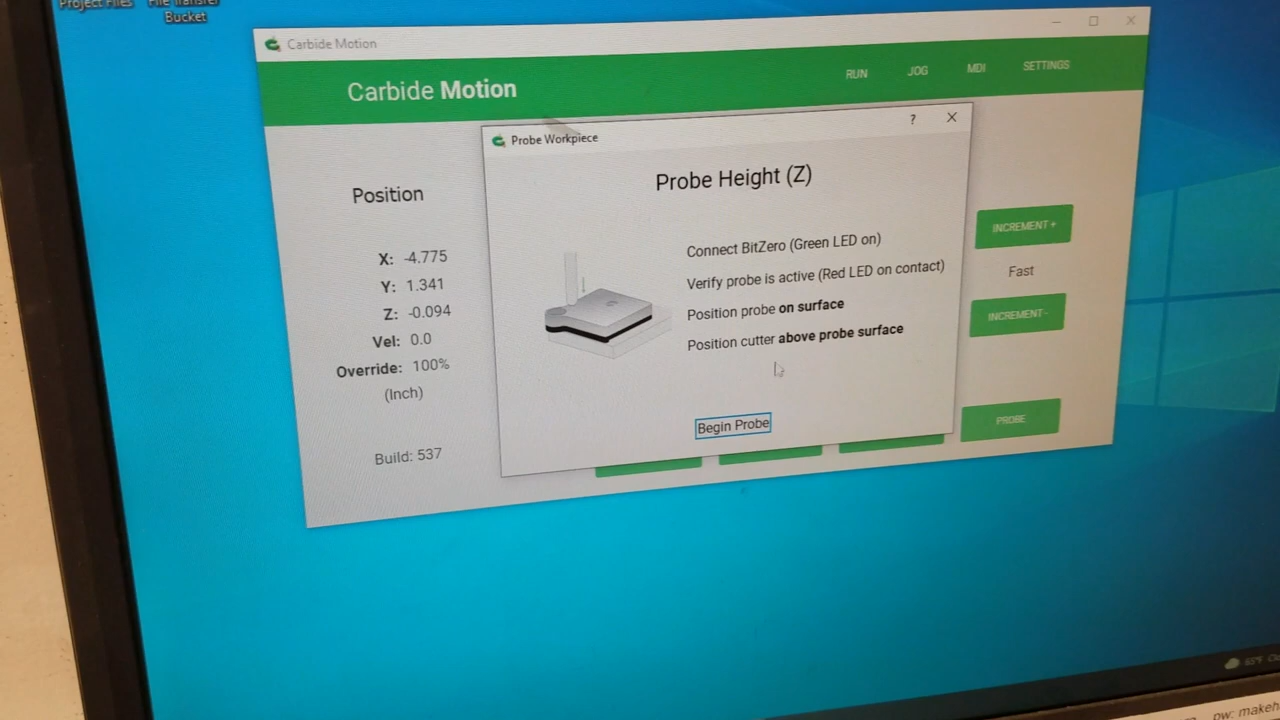 Project Files
File Transfer
Bucket
Carbide Motion
Carbide Motion
RUN
JOG
MDI
SETTINGS
Probe Workpiece
?
Probe Height (Z)
Position
X: -4.775
Y: 1.341
Z: -0.094
Vel: 0.0
Override: 100%
(Inch)
Build: 537
Connect BitZero (Green LED on)
Verify probe is active (Red LED on contact)
Position probe on surface
Position cutter above probe surface
Begin Probe
INCREMENT +
Fast
INCREMENT -
PROBE
65°F
pw: makeh